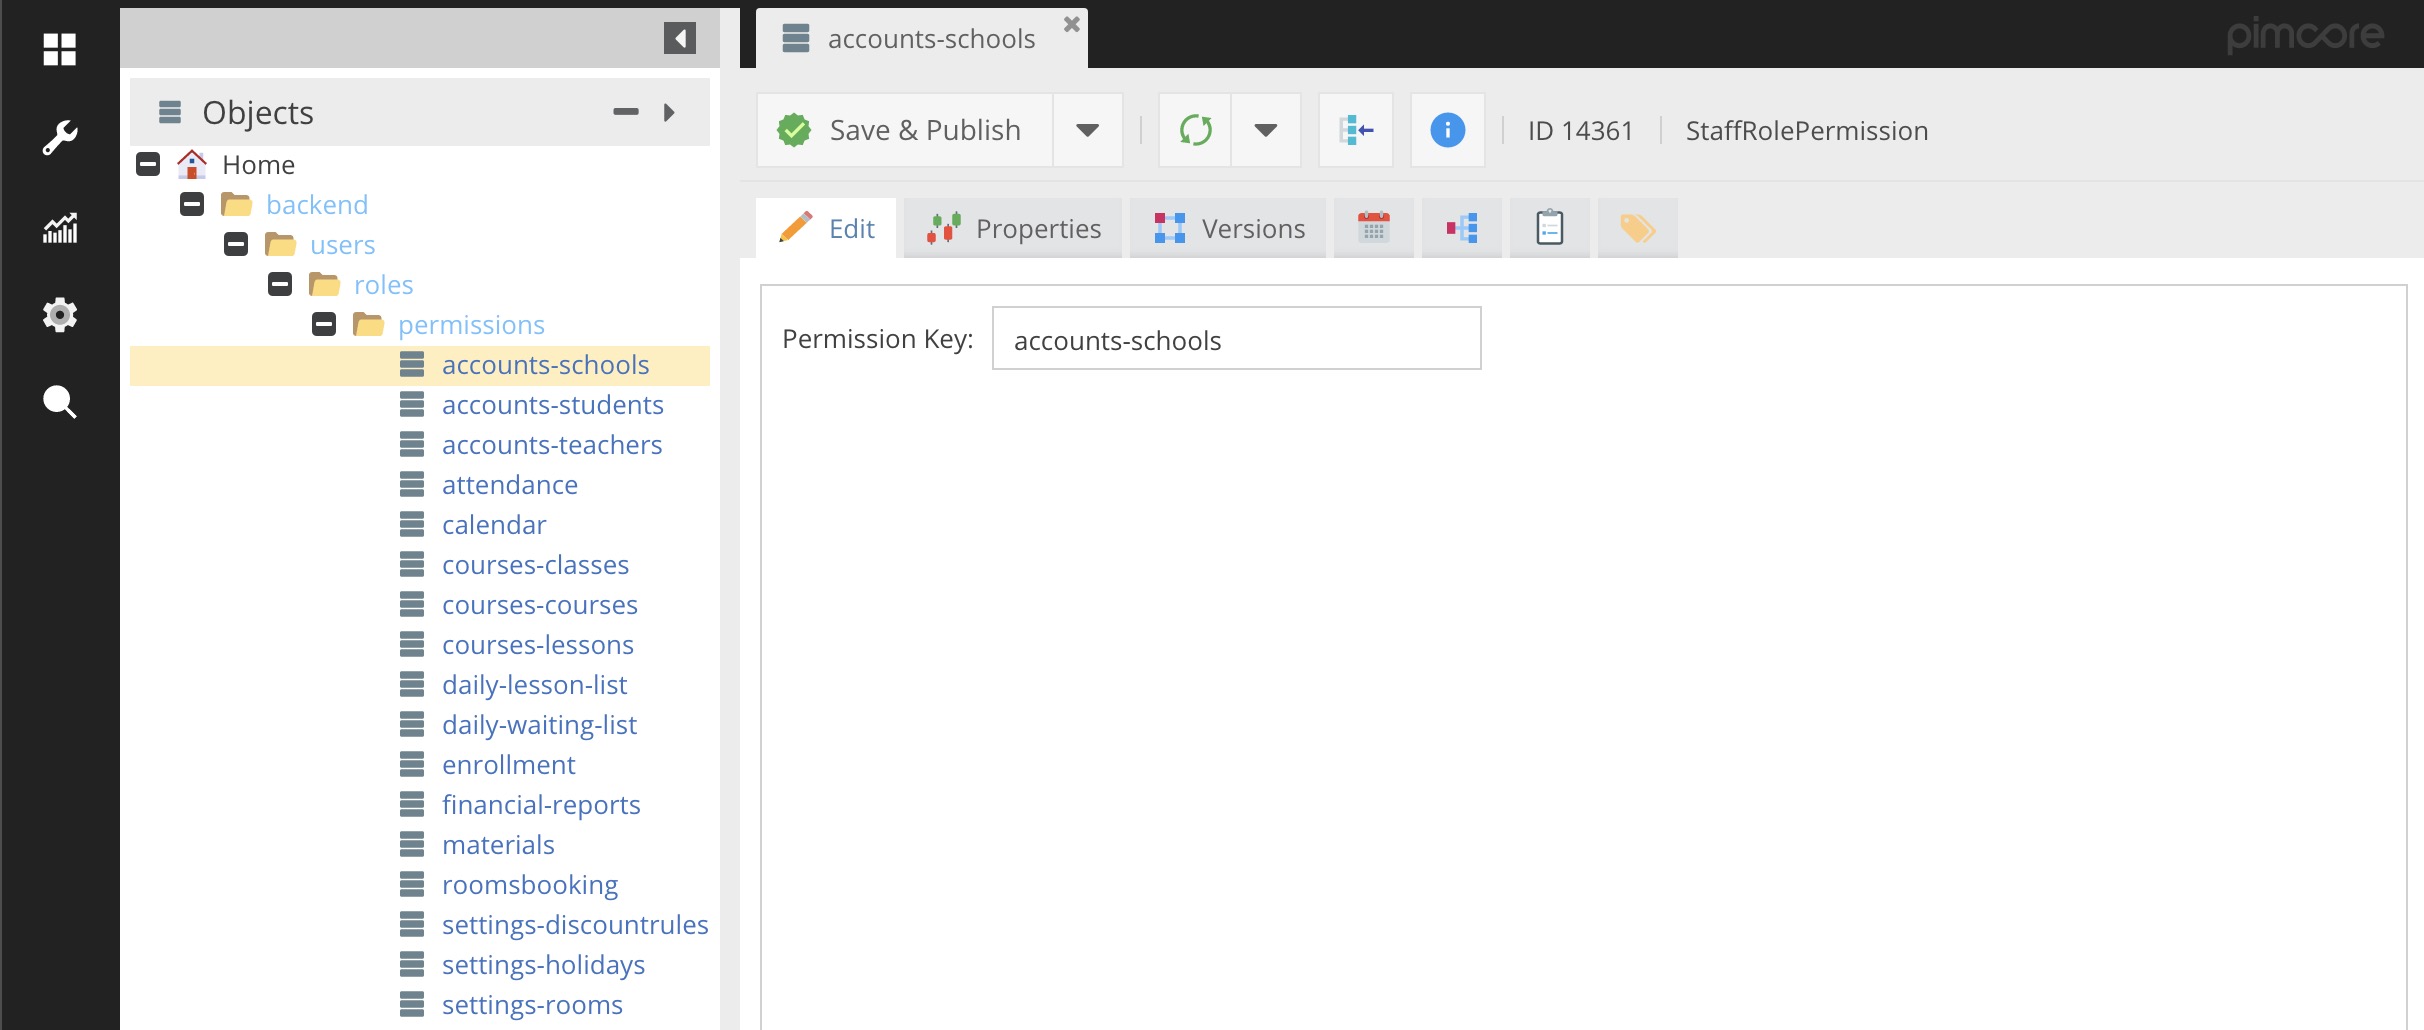 accounts-schools
pimcore
Objects
Save & Publish
ID 14361
StaffRolePermission
Home
backend
users
roles
permissions
accounts-schools
accounts-students
accounts-teachers
attendance
calendar
courses-classes
courses-courses
courses-lessons
daily-lesson-list
daily-waiting-list
enrollment
financial-reports
materials
roomsbooking
settings-discountrules
settings-holidays
settings-rooms
Edit
Properties
Versions
Permission Key:
accounts-schools